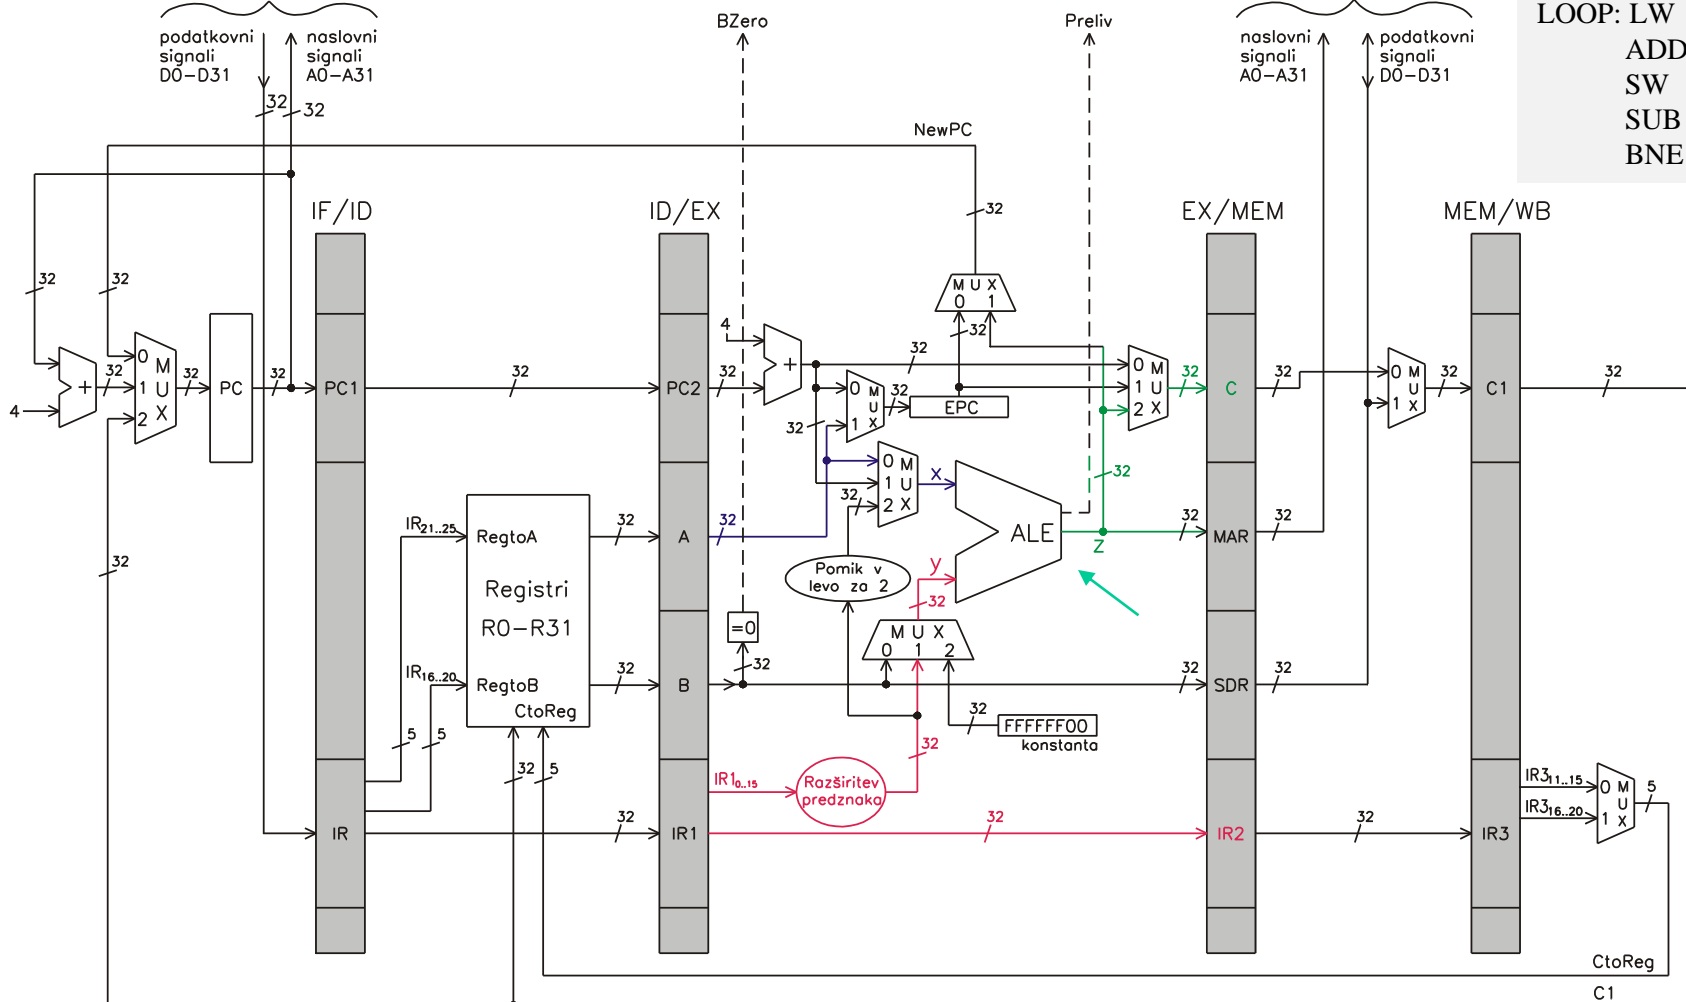 BZero
Preliv
LOOP: LW
ADD
SW
SUB
BNE
podatkovni
signali
D0-D31
naslovni
signali
A0-A31
naslovni
signali
A0-A31
podatkovni
signali
D0-D31
32
32
NewPC
32
IF/ID
ID/EX
EX/MEM
MEM/WB
32
32
4
+
32
0
1
2
MUX
32
PC
32
PC1
32
PC2
32
4
+
32
MUX
0 1
32
0
1
MUX
32
EPC
32
0
1
2
MUX
32
C
32
0
1
MUX
32
C1
32
0
1
2
MUX
32
x
ALE
z
32
32
MAR
32
IR21..25
RegtoA
32
A
32
Registri
R0-R31
IR16..20
RegtoB
CtoReg
32
B
=0
32
Pomik v
levo za 2
y
32
MUX
0 1 2
32
SDR
32
32
FFFFFF00
konstanta
32
5
5
32
5
32
IR10..15
Razširitev
predznaka
IR
32
IR1
32
IR2
32
IR3
IR311..15
IR316..20
0
1
MUX
5
CtoReg
C1